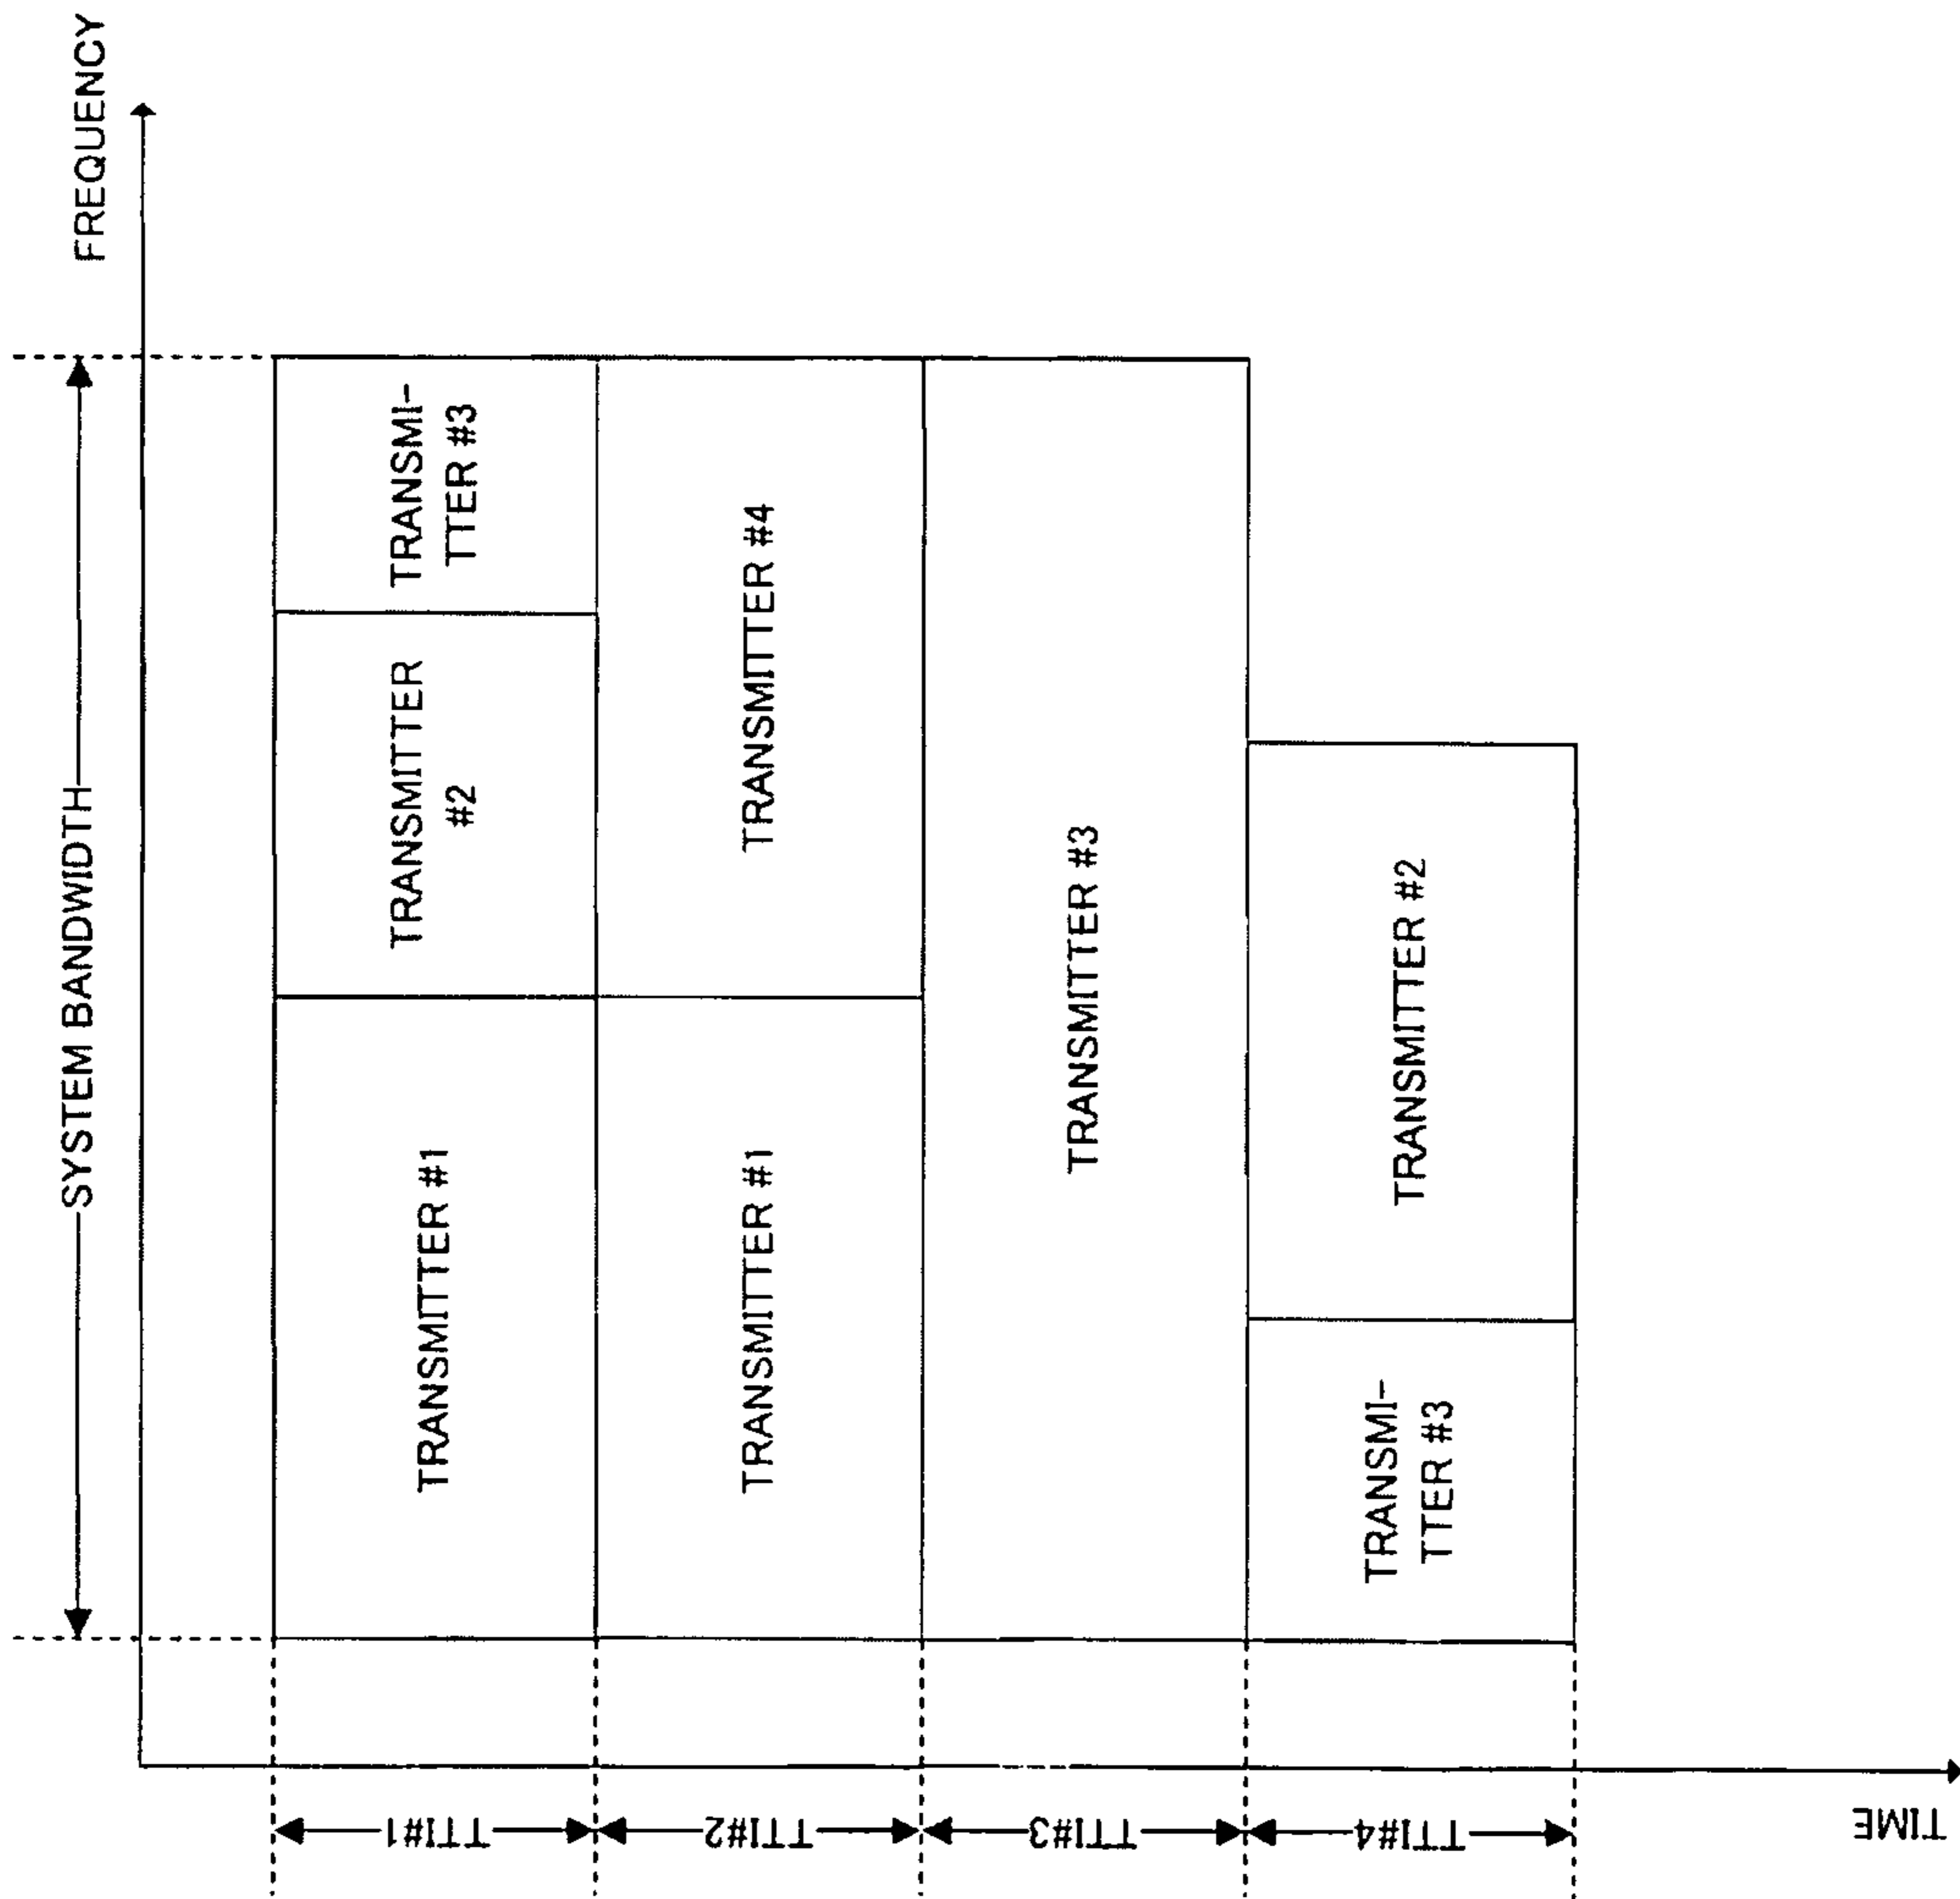 FREQUENCY
SYSTEM BANDWIDTH
TTI#1
TRANSMITTER #1
TRANSMITTER
#2
TRANSMI-
TTER #3
TTI#2
TRANSMITTER #1
TRANSMITTER #4
TTI#3
TRANSMITTER #3
TTI#4
TRANSMI-
TTER #3
TRANSMITTER #2
TIME